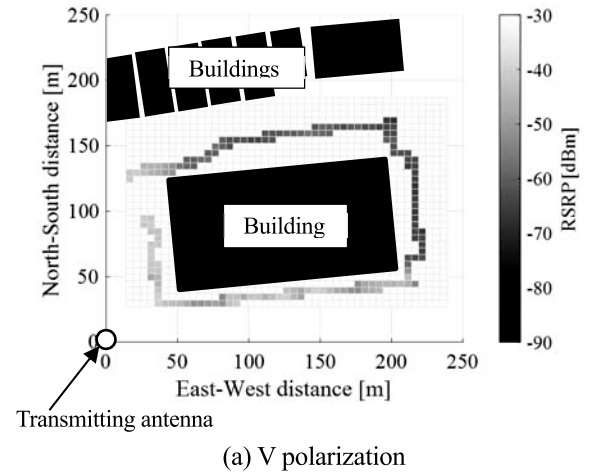 250
200
150
100
50
0
North-South distance [m]
Buildings
Building
0
50
100
150
200
250
East-West distance [m]
Transmitting antenna
-30
-40
-50
-60
-70
-80
-90
RSRP [dBm]
(a) V polarization